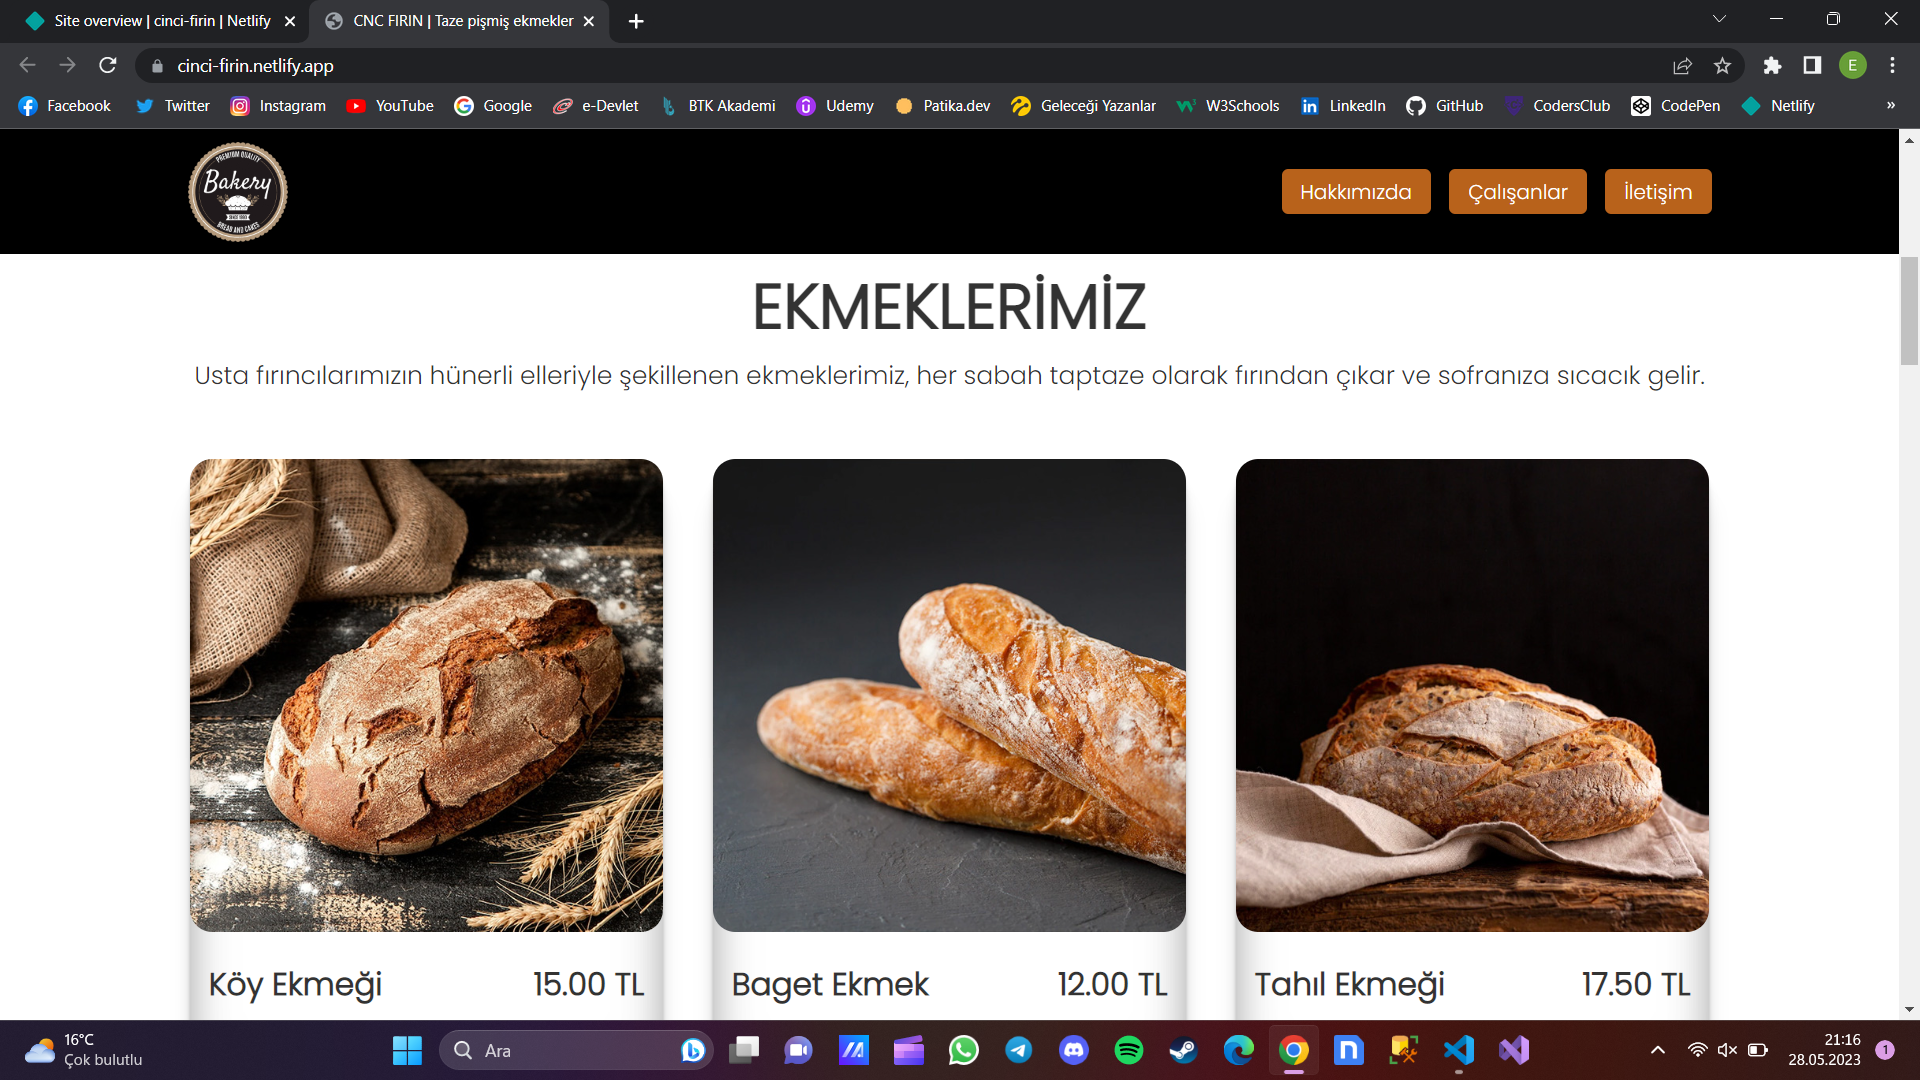 Site overview | cinci-firin | Netlify
CNC FIRIN | Taze pişmiş ekmekler
cinci-firin.netlify.app
E
Facebook
Twitter
Instagram
YouTube
Google
e-Devlet
BTK Akademi
Udemy
Patika.dev
Geleceği Yazanlar
W3Schools
LinkedIn
GitHub
CodersClub
CodePen
Netlify
»
PREMIUM QUALITY
Bakery
SINCE 1960
BREAD AND CAKES
Hakkımızda
Çalışanlar
İletişim
EKMEKLERİMİZ
Usta fırıncılarımızın hünerli elleriyle şekillenen ekmeklerimiz, her sabah taptaze olarak fırından çıkar ve sofranıza sıcacık gelir.
Köy Ekmeği 15.00 TL
Baget Ekmek 12.00 TL
Tahıl Ekmeği 17.50 TL
16°C
Çok bulutlu
Ara
21:16
28.05.2023
1